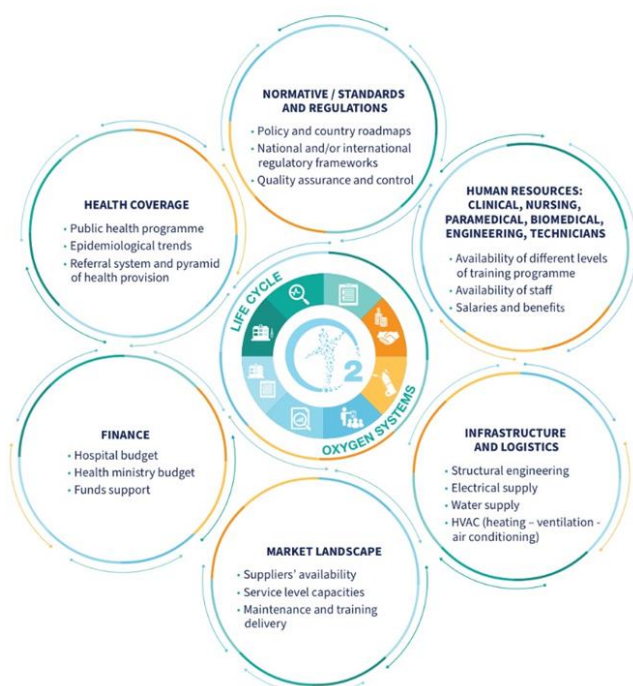 NORMATIVE / STANDARDS
AND REGULATIONS
• Policy and country roadmaps
• National and/or international
regulatory frameworks
• Quality assurance and control
HEALTH COVERAGE
• Public health programme
• Epidemiological trends
• Referral system and pyramid
of health provision
HUMAN RESOURCES:
CLINICAL, NURSING,
PARAMEDICAL, BIOMEDICAL,
ENGINEERING, TECHNICIANS
• Availability of different levels
of training programme
• Availability of staff
• Salaries and benefits
LIFE CYCLE
2
OXYGEN SYSTEMS
FINANCE
• Hospital budget
• Health ministry budget
• Funds support
INFRASTRUCTURE
AND LOGISTICS
• Structural engineering
• Electrical supply
• Water supply
• HVAC (heating – ventilation -
air conditioning)
MARKET LANDSCAPE
• Suppliers’ availability
• Service level capacities
• Maintenance and training
delivery